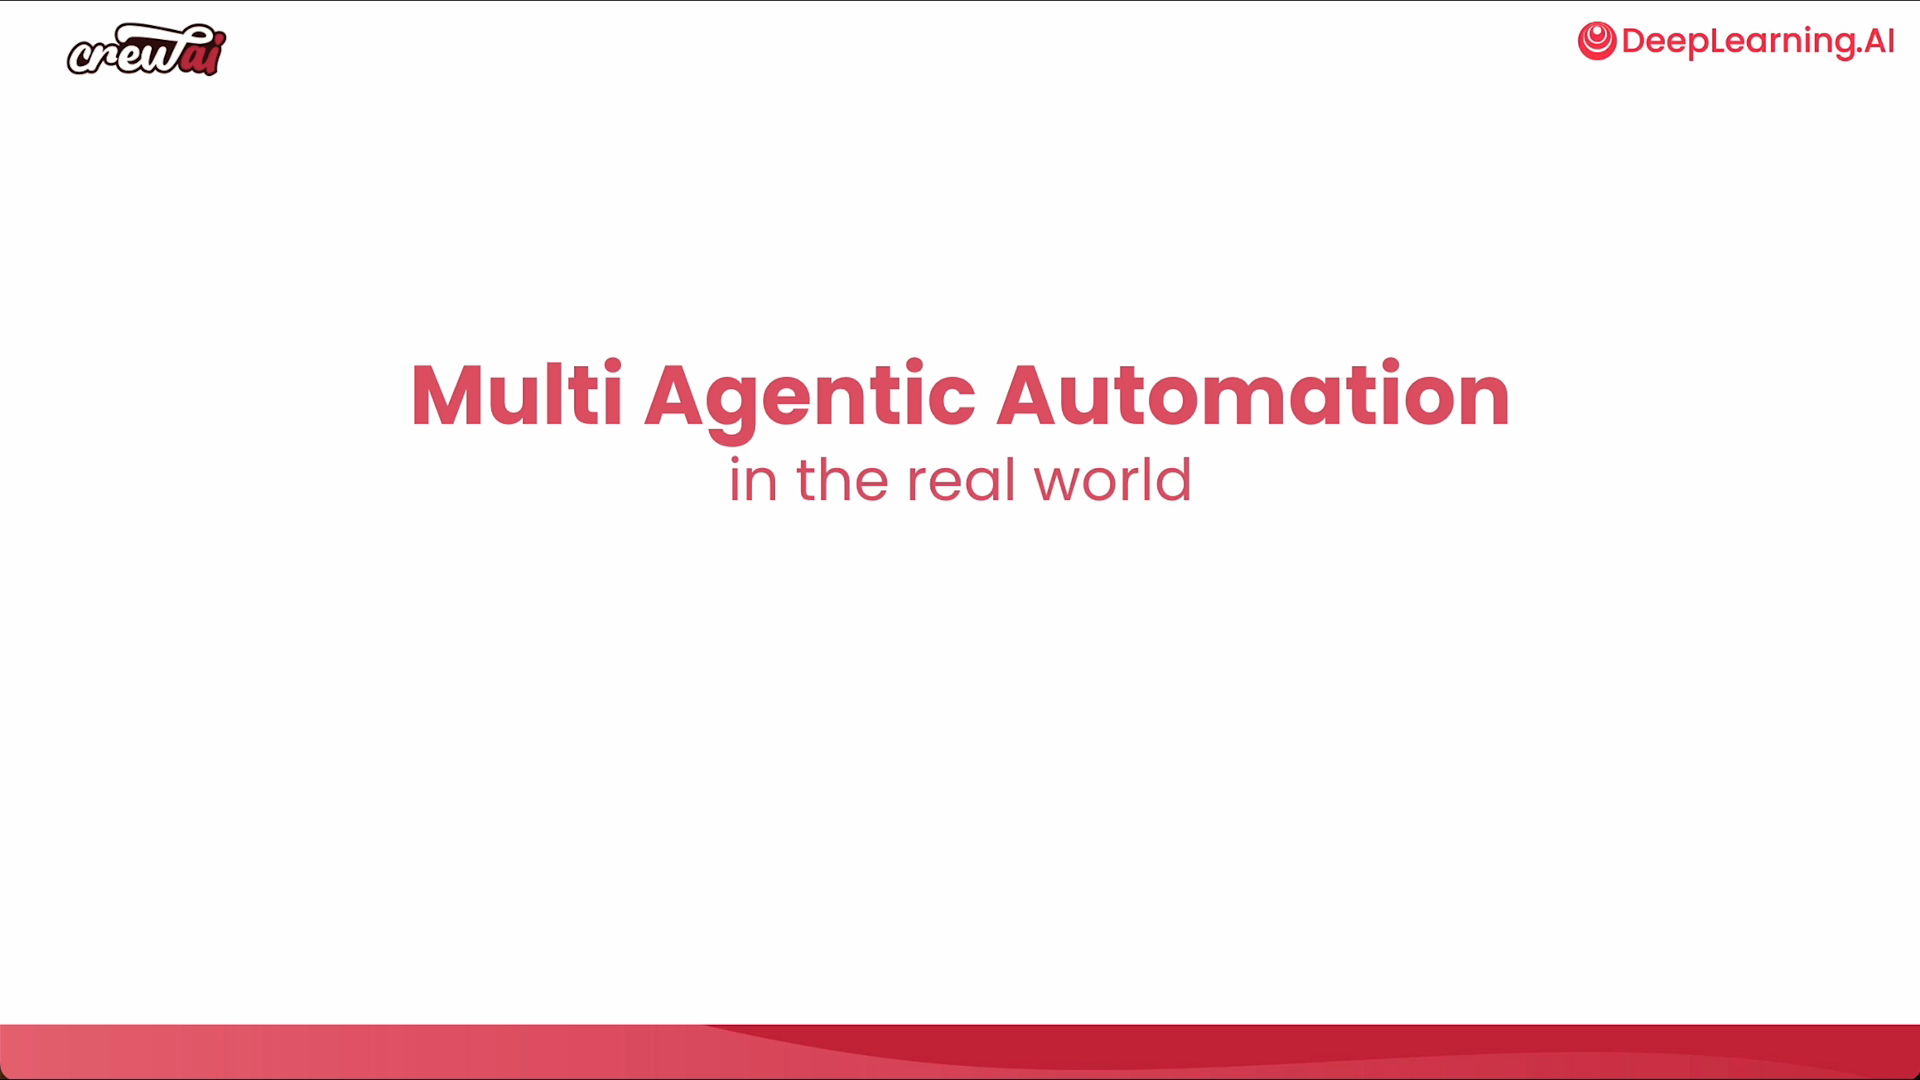 crewai
DeepLearning.AI
Multi Agentic Automation
in the real world